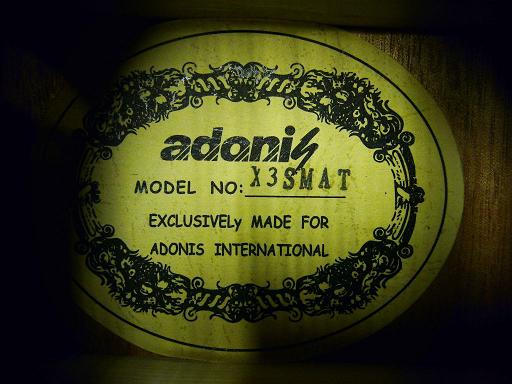 adonis
MODEL NO: X3SMAT
EXCLUSIVELy MADE FOR
ADONIS INTERNATIONAL